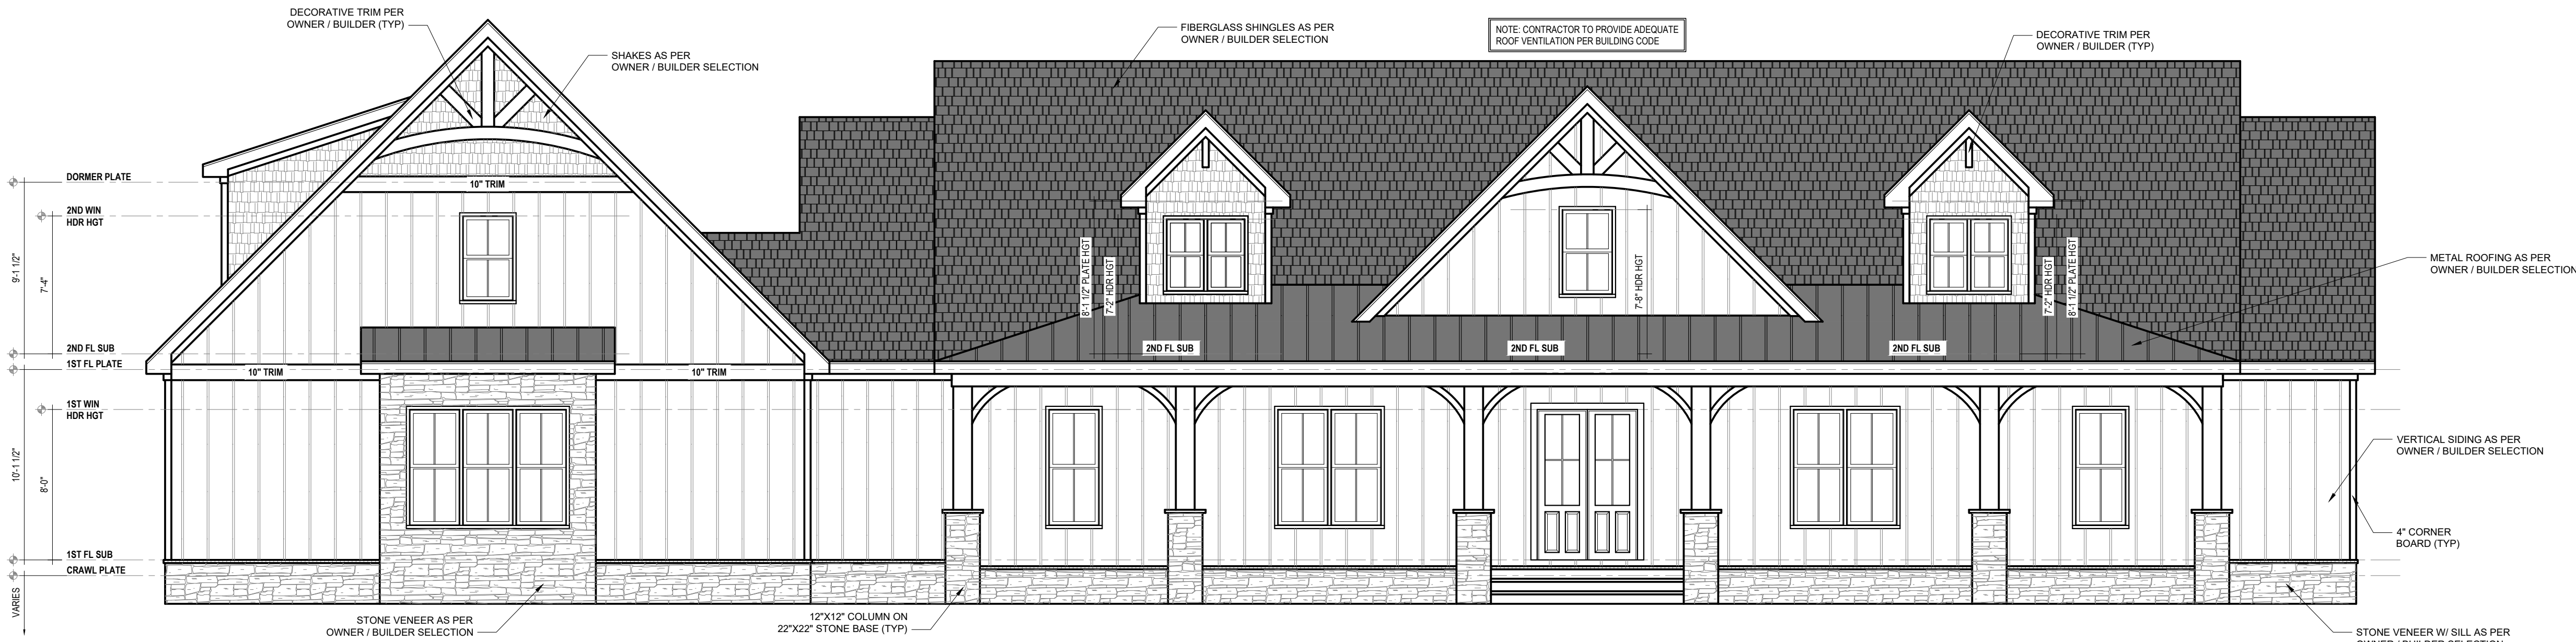 DECORATIVE TRIM PER
OWNER / BUILDER (TYP)
SHAKES AS PER
OWNER / BUILDER SELECTION
FIBERGLASS SHINGLES AS PER
OWNER / BUILDER SELECTION
NOTE: CONTRACTOR TO PROVIDE ADEQUATE
ROOF VENTILATION PER BUILDING CODE
DECORATIVE TRIM PER
OWNER / BUILDER (TYP)
DORMER PLATE
10" TRIM
2ND WIN
HDR HGT
9'-1 1/2"
7'-4"
8'-1 1/2" PLATE HGT
7'-2" HDR HGT
7'-8" HDR HGT
7'-2" HDR HGT
8'-1 1/2" PLATE HGT
METAL ROOFING AS PER
OWNER / BUILDER SELECTION
2ND FL SUB
2ND FL SUB
2ND FL SUB
2ND FL SUB
1ST FL PLATE
10" TRIM
10" TRIM
1ST WIN
HDR HGT
10'-1 1/2"
8'-0"
VERTICAL SIDING AS PER
OWNER / BUILDER SELECTION
4" CORNER
BOARD (TYP)
1ST FL SUB
CRAWL PLATE
VARIES
STONE VENEER AS PER
OWNER / BUILDER SELECTION
12"X12" COLUMN ON
22"X22" STONE BASE (TYP)
STONE VENEER W/ SILL AS PER
OWNER / BUILDER SELECTION